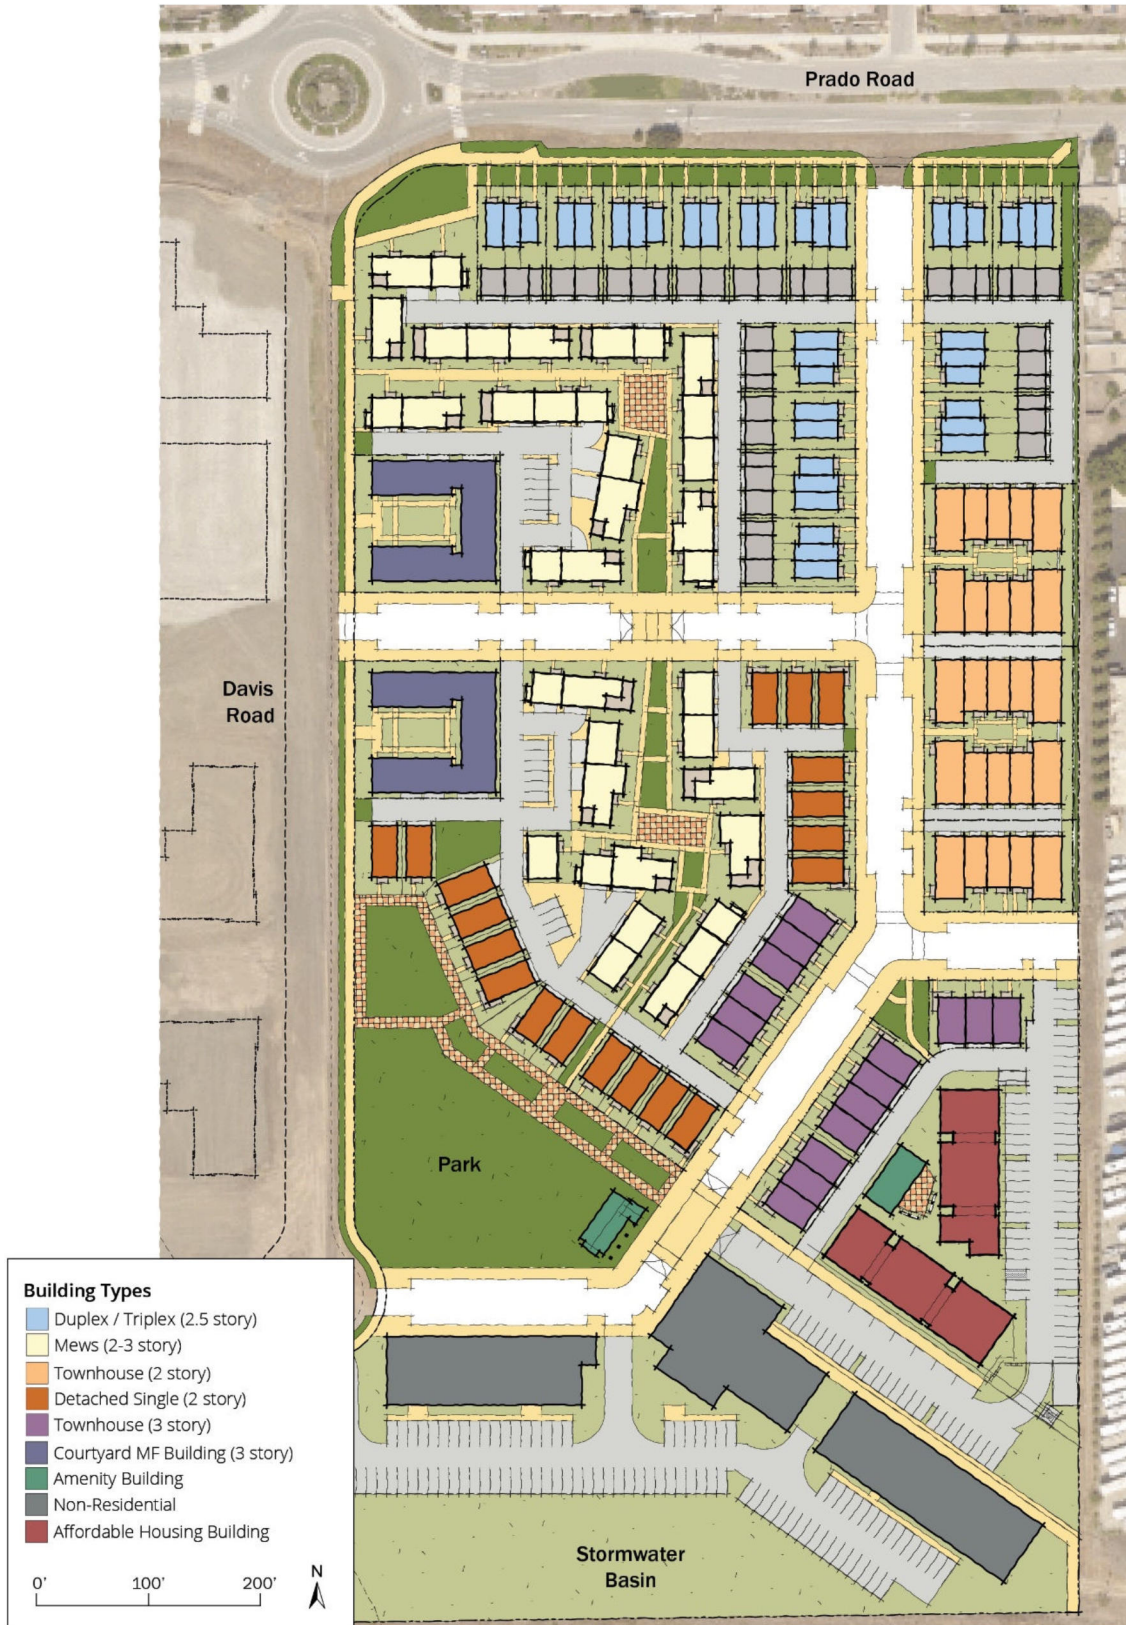 Prado Road
Davis
Road
Park
Building Types
Duplex / Triplex (2.5 story)
Mews (2-3 story)
Townhouse (2 story)
Detached Single (2 story)
Townhouse (3 story)
Courtyard MF Building (3 story)
Amenity Building
Non-Residential
Affordable Housing Building
N
0' 100' 200'
Stormwater
Basin